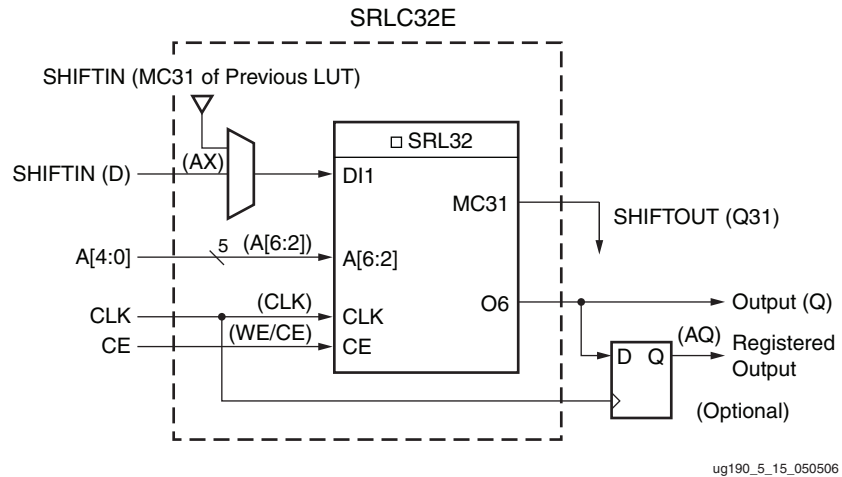 SRLC32E
SHIFTIN (MC31 of Previous LUT)
SRL32
(AX)
SHIFTIN (D)
DI1
MC31
SHIFTOUT (Q31)
A[4:0]
5
(A[6:2])
A[6:2]
(CLK)
O6
Output (Q)
CLK
CLK
(WE/CE)
CE
CE
(AQ)
D Q
Registered
Output
(Optional)
ug190_5_15_050506